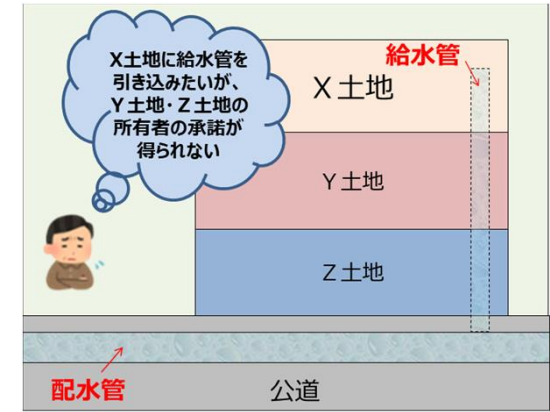 X土地に給水管を
引き込みたいが、
Y土地・Z土地の
所有者の承諾が
得られない
給水管
X土地
Y土地
Z土地
配水管
公道